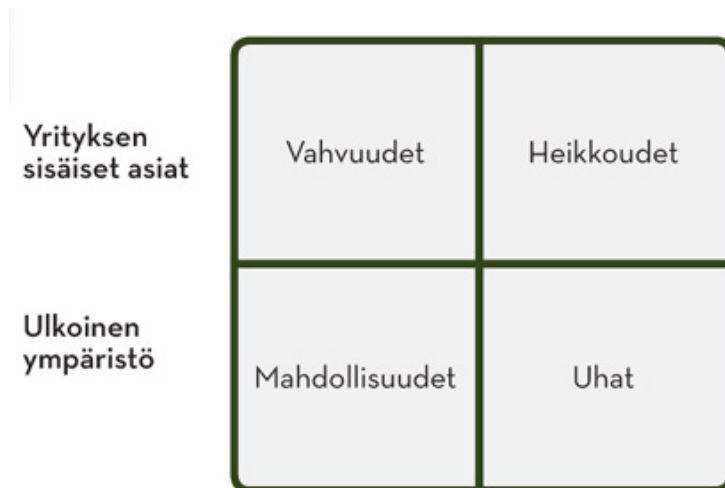 Yrityksen
sisäiset asiat
Vahvuudet
Heikkoudet
Ulkoinen
ympäristö
Mahdollisuudet
Uhat